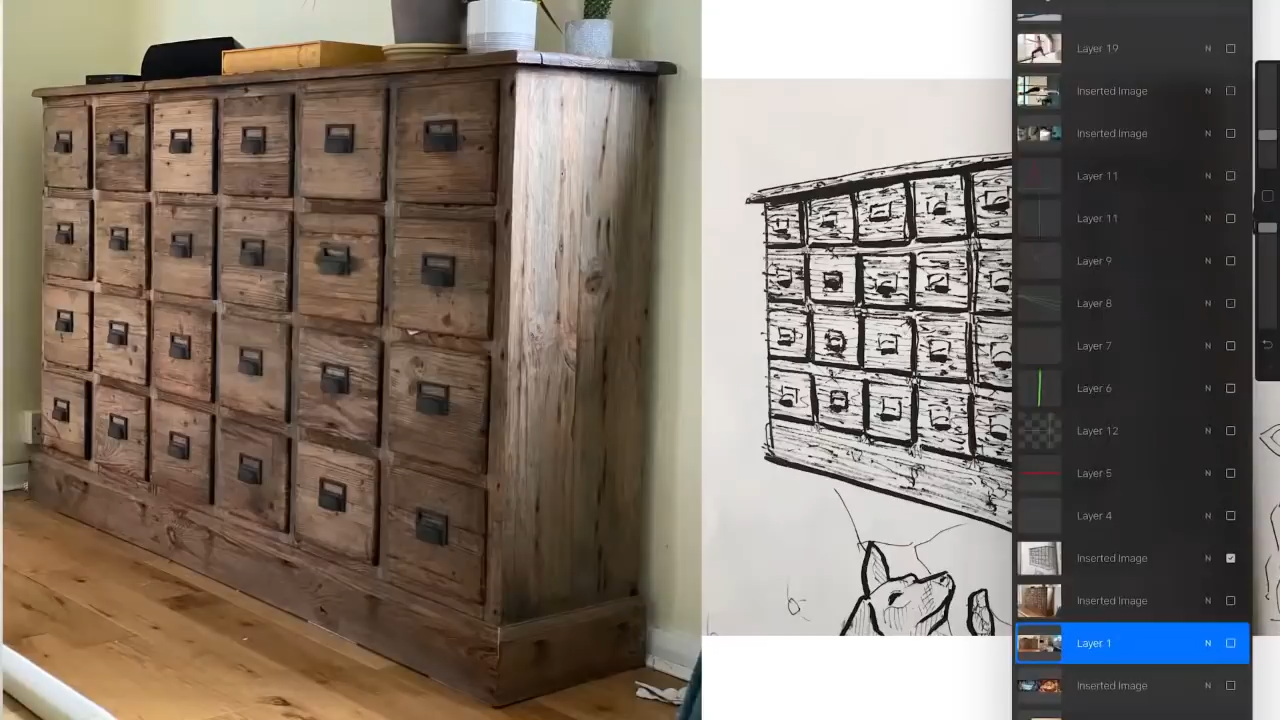 Layer 19 N
Inserted Image N
Inserted Image N
Layer 11 N
Layer 11 N
Layer 9 N
Layer 8 N
Layer 7 N
Layer 6 N
Layer 12 N
Layer 5 N
Layer 4 N
Inserted Image N
Inserted Image N
Layer 1 N
Inserted Image N